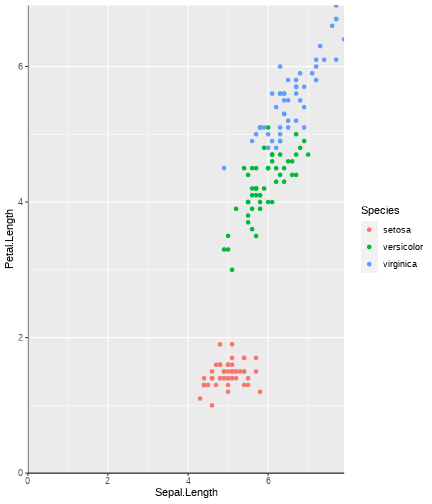 6
4
2
0
0 2 4 6
Petal.Length
Sepal.Length
Species
setosa
versicolor
virginica